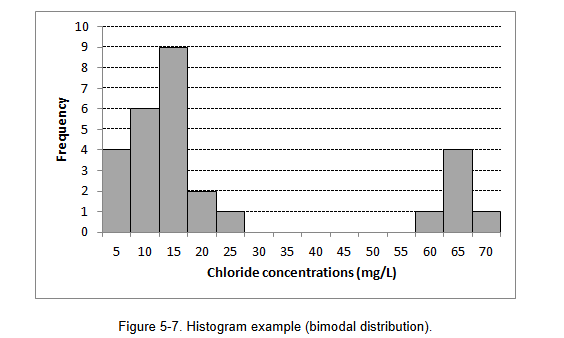 10
9
8
7
6
5
4
3
2
1
0
Frequency
5 10 15 20 25 30 35 40 45 50 55 60 65 70
Chloride concentrations (mg/L)
Figure 5-7. Histogram example (bimodal distribution).